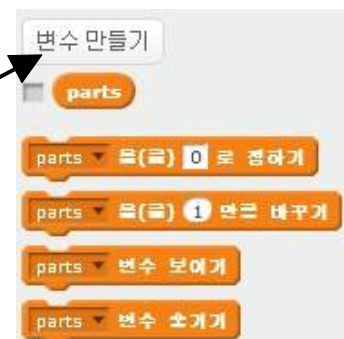 변수 만들기
parts
parts 을(를) 0 로 정하기
parts 을(를) 1 만큼 바꾸기
parts 변수 보이기
parts 변수 숨기기